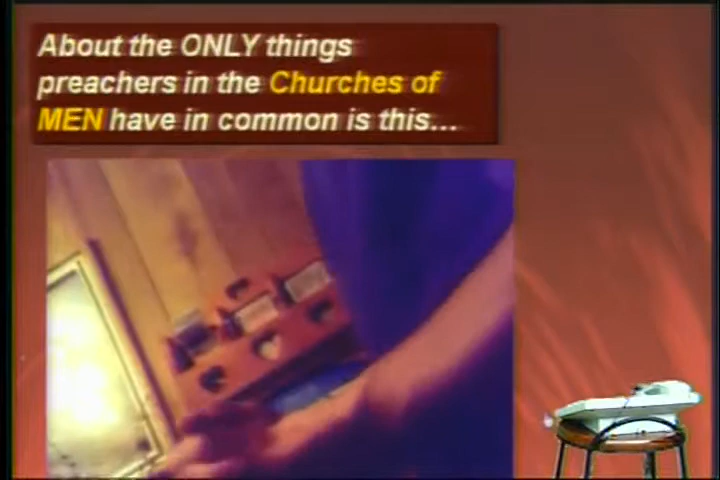 About the ONLY things
preachers in the Churches of
MEN have in common is this...